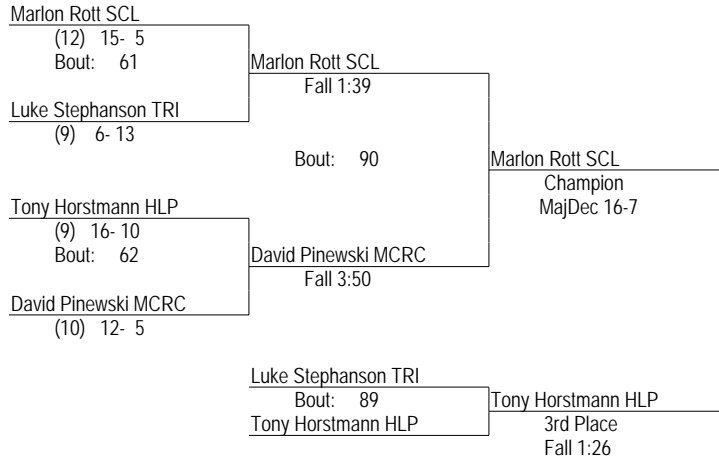 Marlon Rott SCL
(12) 15- 5
Bout: 61
Marlon Rott SCL
Fall 1:39
Luke Stephanson TRI
(9) 6- 13
Bout: 90
Marlon Rott SCL
Champion
MajDec 16-7
Tony Horstmann HLP
(9) 16- 10
Bout: 62
David Pinewski MCRC
Fall 3:50
David Pinewski MCRC
(10) 12- 5
Luke Stephanson TRI
Bout: 89
Tony Horstmann HLP
Tony Horstmann HLP
3rd Place
Fall 1:26